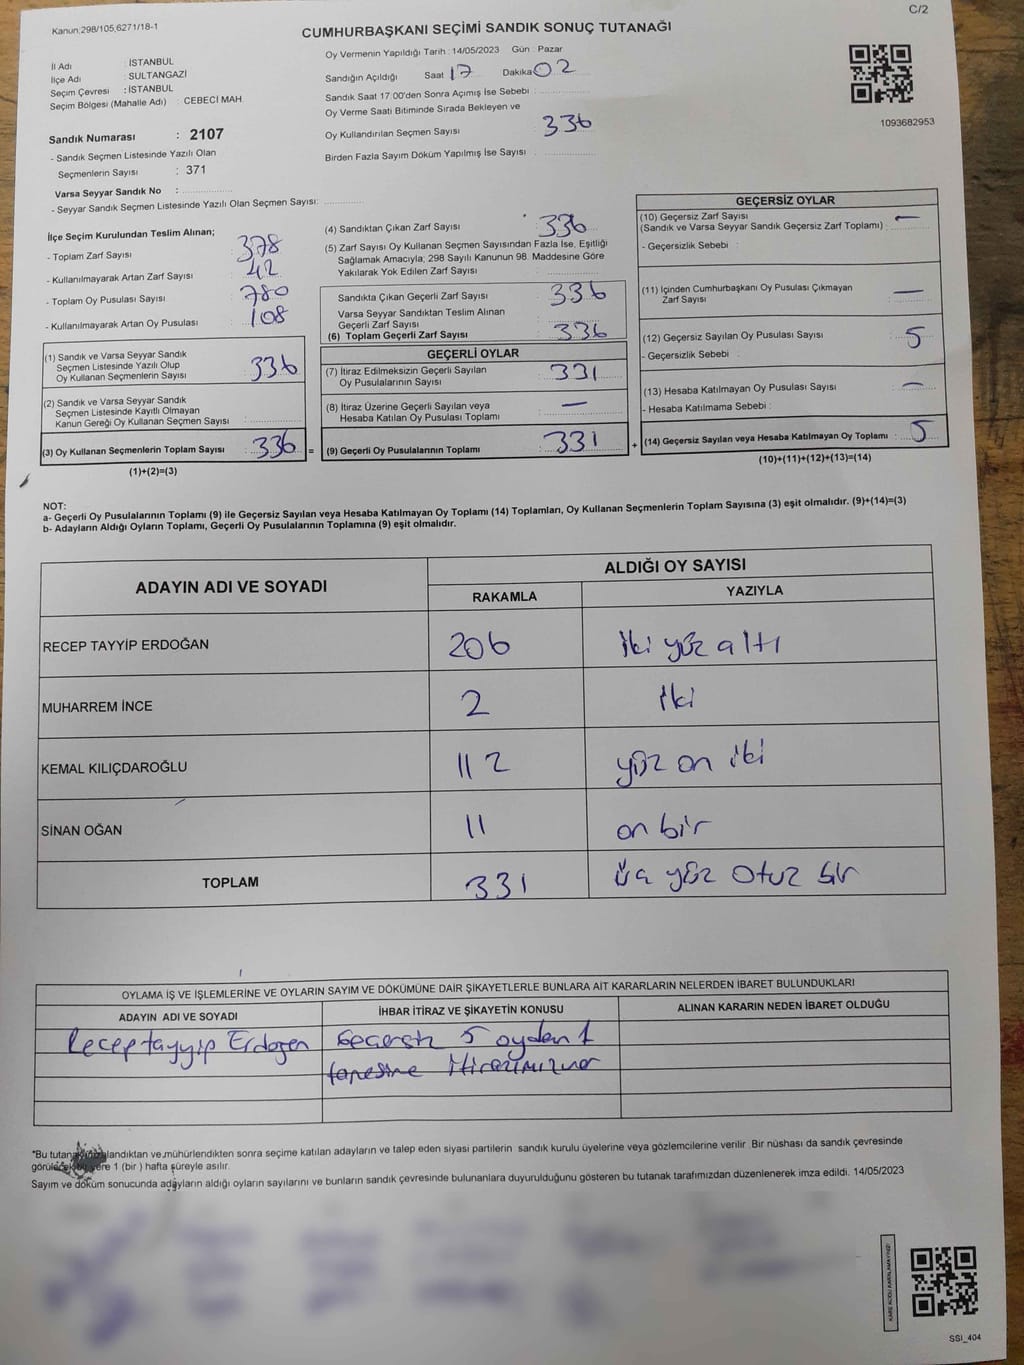 C/2
Kanun:298/105,6271/18-1
CUMHURBAŞKANI SEÇİMİ SANDIK SONUÇ TUTANAĞI
İl Adı : İSTANBUL
İlçe Adı : SULTANGAZİ
Seçim Çevresi : İSTANBUL
Seçim Bölgesi (Mahalle Adı) : CEBECİ MAH.
Sandık Numarası : 2107
- Sandık Seçmen Listesinde Yazılı Olan
Seçmenlerin Sayısı : 371
Varsa Seyyar Sandık No :
- Seyyar Sandık Seçmen Listesinde Yazılı Olan Seçmen Sayısı:
Oy Vermenin Yapıldığı Tarih : 14/05/2023 Gün : Pazar
Sandığın Açıldığı Saat 17 Dakika 02
Sandık Saat 17:00'den Sonra Açımış İse Sebebi :
Oy Verme Saati Bitiminde Sırada Bekleyen ve
Oy Kullandırılan Seçmen Sayısı 336
Birden Fazla Sayım Döküm Yapılmış İse Sayısı :
1093682953
İlçe Seçim Kurulundan Teslim Alınan;
- Toplam Zarf Sayısı : 378
- Kullanılmayarak Artan Zarf Sayısı : 42
- Toplam Oy Pusulası Sayısı : 780
- Kullanılmayarak Artan Oy Pusulası : 108
(1) Sandık ve Varsa Seyyar Sandık
Seçmen Listesinde Yazılı Olup
Oy Kullanan Seçmenlerin Sayısı : 336
(2) Sandık ve Varsa Seyyar Sandık
Seçmen Listesinde Kayıtlı Olmayan
Kanun Gereği Oy Kullanan Seçmen Sayısı :
(3) Oy Kullanan Seçmenlerin Toplam Sayısı : 336 =
(1)+(2)=(3)
(4) Sandıktan Çıkan Zarf Sayısı : 336
(5) Zarf Sayısı Oy Kullanan Seçmen Sayısından Fazla İse, Eşitliği
Sağlamak Amacıyla; 298 Sayılı Kanunun 98. Maddesine Göre
Yakılarak Yok Edilen Zarf Sayısı :
Sandıkta Çıkan Geçerli Zarf Sayısı : 336
Varsa Seyyar Sandıktan Teslim Alınan
Geçerli Zarf Sayısı
(6) Toplam Geçerli Zarf Sayısı : 336
GEÇERLİ OYLAR
(7) İtiraz Edilmeksizin Geçerli Sayılan
Oy Pusulalarının Sayısı : 331
(8) İtiraz Üzerine Geçerli Sayılan veya
Hesaba Katılan Oy Pusulası Toplamı : —
(9) Geçerli Oy Pusulalarının Toplamı : 331 +
GEÇERSİZ OYLAR
(10) Geçersiz Zarf Sayısı
(Sandık ve Varsa Seyyar Sandık Geçersiz Zarf Toplamı) : —
- Geçersizlik Sebebi :
(11) İçinden Cumhurbaşkanı Oy Pusulası Çıkmayan
Zarf Sayısı : —
(12) Geçersiz Sayılan Oy Pusulası Sayısı : 5
- Geçersizlik Sebebi :
(13) Hesaba Katılmayan Oy Pusulası Sayısı : —
- Hesaba Katılmama Sebebi :
(14) Geçersiz Sayılan veya Hesaba Katılmayan Oy Toplamı : 5
(10)+(11)+(12)+(13)=(14)
NOT:
a- Geçerli Oy Pusulalarının Toplamı (9) ile Geçersiz Sayılan veya Hesaba Katılmayan Oy Toplamı (14) Toplamları, Oy Kullanan Seçmenlerin Toplam Sayısına (3) eşit olmalıdır. (9)+(14)=(3)
b- Adayların Aldığı Oyların Toplamı, Geçerli Oy Pusulalarının Toplamına (9) eşit olmalıdır.
ADAYIN ADI VE SOYADI
ALDIĞI OY SAYISI
RAKAMLA YAZIYLA
RECEP TAYYİP ERDOĞAN 206 iki yüz altı
MUHARREM İNCE 2 iki
KEMAL KILIÇDAROĞLU 112 yüz on iki
SİNAN OĞAN 11 on bir
TOPLAM 331 üç yüz otuz bir
OYLAMA İŞ VE İŞLEMLERİNE VE OYLARIN SAYIM VE DÖKÜMÜNE DAİR ŞİKAYETLERLE BUNLARA AİT KARARLARIN NELERDEN İBARET BULUNDUKLARI
ADAYIN ADI VE SOYADI İHBAR İTİRAZ VE ŞİKAYETİN KONUSU ALINAN KARARIN NEDEN İBARET OLDUĞU
Recep tayyip Erdogen Geçersiz 5 oydan 1
tanesine itirazımız var
*Bu tutanak imzalandıktan ve mühürlendikten sonra seçime katılan adayların ve talep eden siyasi partilerin sandık kurulu üyelerine veya gözlemcilerine verilir .Bir nüshası da sandık çevresinde
görülecek bir yere 1 (bir ) hafta süreyle asılır.
Sayım ve döküm sonucunda adayların aldığı oyların sayılarını ve bunların sandık çevresinde bulunanlara duyurulduğunu gösteren bu tutanak tarafımızdan düzenlenerek imza edildi. 14/05/2023
KARE KODU KARALAMAYINIZ!
SSI_404